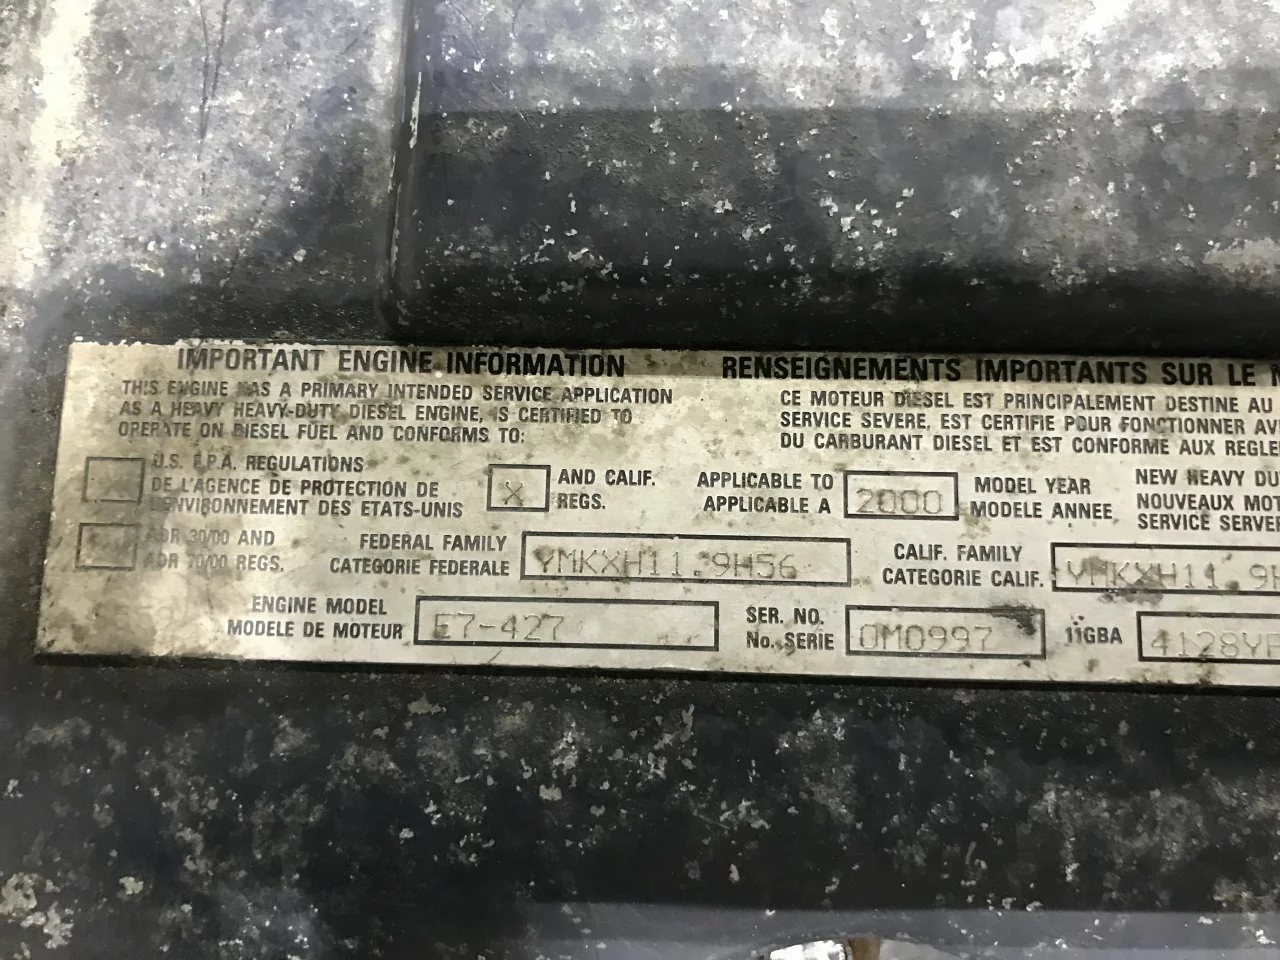 IMPORTANT ENGINE INFORMATION
THIS ENGINE HAS A PRIMARY INTENDED SERVICE APPLICATION
AS A HEAVY HEAVY-DUTY DIESEL ENGINE, IS CERTIFIED TO
OPERATE ON DIESEL FUEL AND CONFORMS TO:
RENSEIGNEMENTS IMPORTANTS SUR LE
CE MOTEUR DIESEL EST PRINCIPALEMENT DESTINE AU
SERVICE SEVERE, EST CERTIFIE POUR FONCTIONNER
DU CARBURANT DIESEL ET EST CONFORME AUX
U.S. E.P.A. REGULATIONS
DE L'AGENCE DE PROTECTION DE
L'ENVIRONNEMENT DES ETATS-UNIS
X AND CALIF.
REGS.
APPLICABLE TO
APPLICABLE A
2000
MODEL YEAR
MODELE ANNEE
NEW HEAVY
NOUVEAUX
SERVICE
ADR 30/00 AND
ADR 70/00 REGS.
FEDERAL FAMILY
CATEGORIE FEDERALE
YMKXH11.9H56
CALIF. FAMILY
CATEGORIE CALIF.
YMKXH11.9H
ENGINE MODEL
MODELE DE MOTEUR
E7-427
SER. NO.
No. SERIE
0M0997
11GBA
4128Y